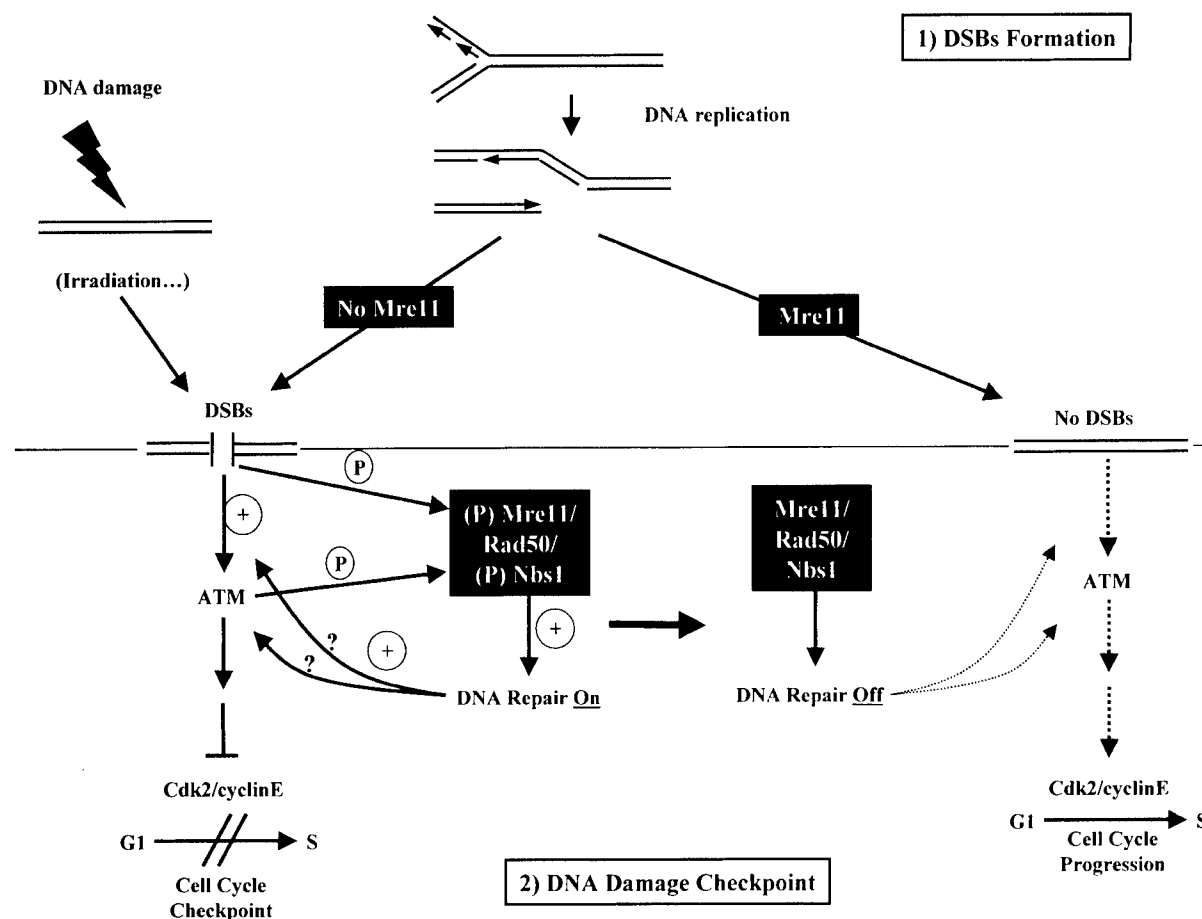 1) DSBs Formation
DNA damage
DNA replication
(Irradiation…)
No Mre11
Mre11
DSBs
No DSBs
P
+
(P) Mre11/
Rad50/
(P) Nbs1
Mre11/
Rad50/
Nbs1
P
ATM
ATM
+
?
+
?
DNA Repair On
DNA Repair Off
Cdk2/cyclinE
Cdk2/cyclinE
G1
S
G1
S
Cell Cycle
Checkpoint
Cell Cycle
Progression
2) DNA Damage Checkpoint